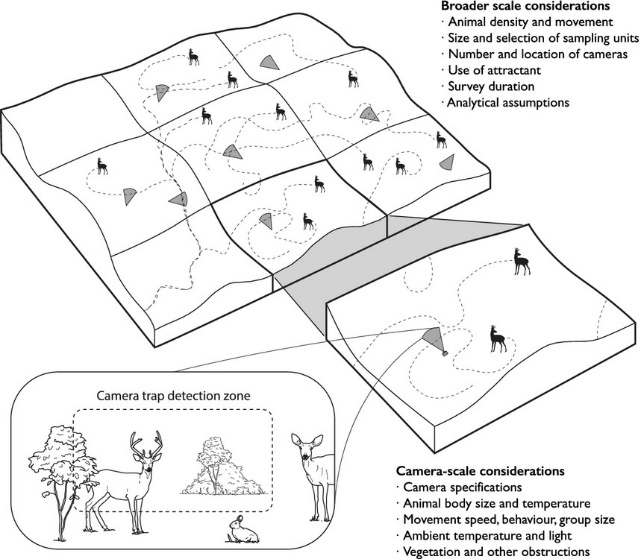 Broader scale considerations
· Animal density and movement
· Size and selection of sampling units
· Number and location of cameras
· Use of attractant
· Survey duration
· Analytical assumptions
Camera trap detection zone
Camera-scale considerations
· Camera specifications
· Animal body size and temperature
· Movement speed, behaviour, group size
· Ambient temperature and light
· Vegetation and other obstructions